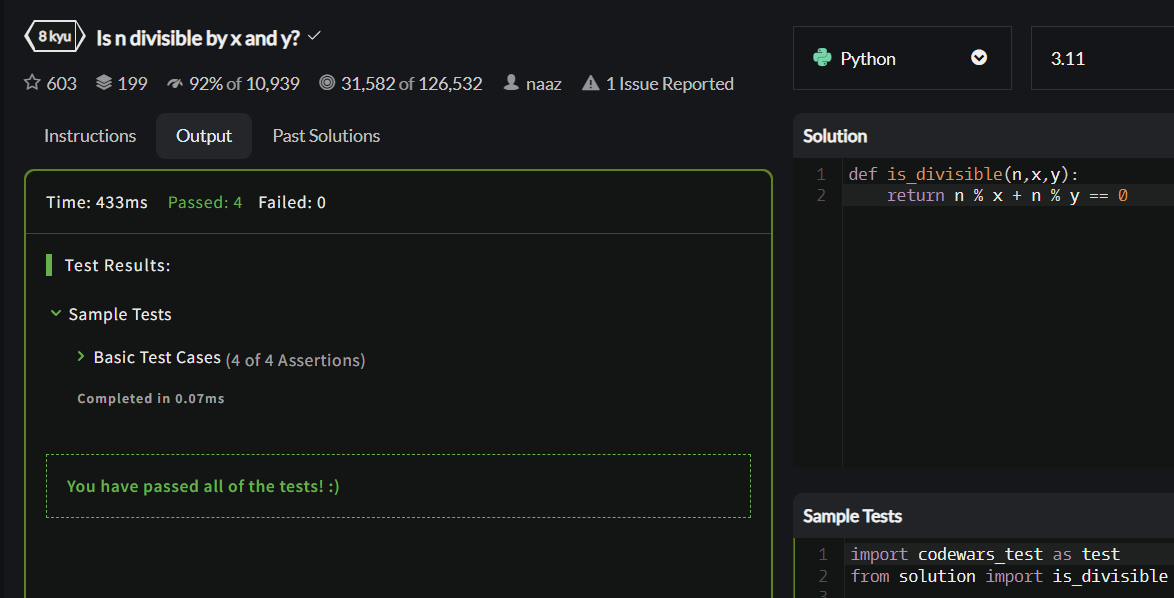 8 kyu Is n divisible by x and y?
603 199 92% of 10,939 31,582 of 126,532 naaz 1 Issue Reported
Instructions Output Past Solutions
Time: 433ms Passed: 4 Failed: 0
Test Results:
Sample Tests
Basic Test Cases (4 of 4 Assertions)
Completed in 0.07ms
You have passed all of the tests! :)
Python 3.11
Solution
1 def is_divisible(n,x,y):
2 return n % x + n % y == 0
Sample Tests
1 import codewars_test as test
2 from solution import is_divisible
3